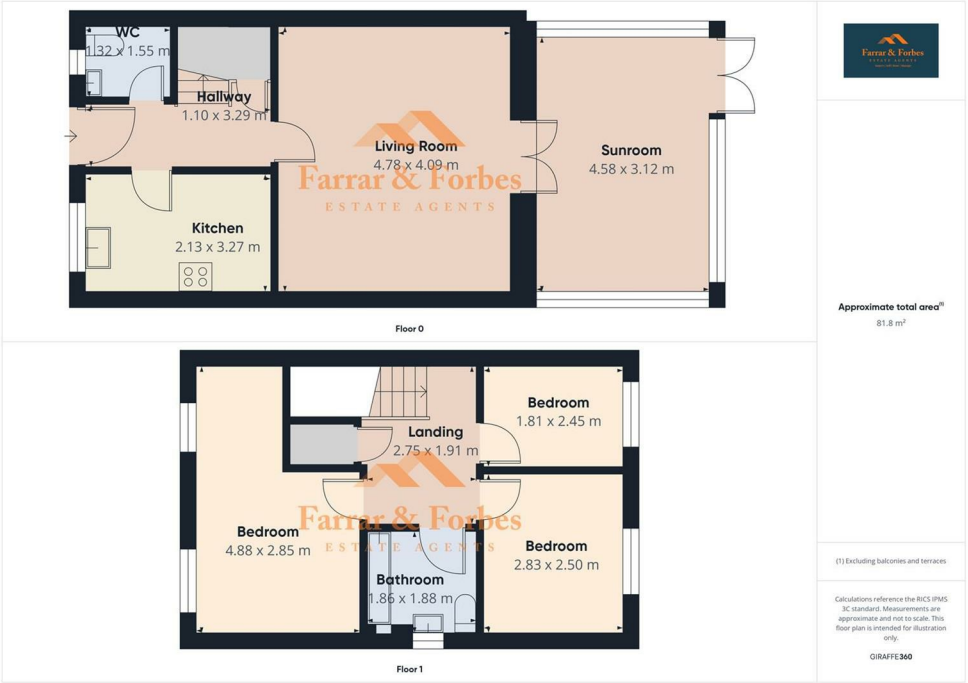 WC
1.32 x 1.55 m
Hallway
1.10 x 3.29 m
Living Room
4.78 x 4.09 m
Farrar & Forbes
ESTATE AGENTS
Sunroom
4.58 x 3.12 m
Kitchen
2.13 x 3.27 m
Floor 0
Landing
2.75 x 1.91 m
Bedroom
1.81 x 2.45 m
Farrar & Forbes
ESTATE AGENTS
Bedroom
4.88 x 2.85 m
Bedroom
2.83 x 2.50 m
Bathroom
1.86 x 1.88 m
Floor 1
Farrar & Forbes
ESTATE AGENTS
Approximate total area(1)
81.8 m²
(1) Excluding balconies and terraces
Calculations reference the RICS IPMS
3C standard. Measurements are
approximate and not to scale. This
floor plan is intended for illustration
only.
GIRAFFE360